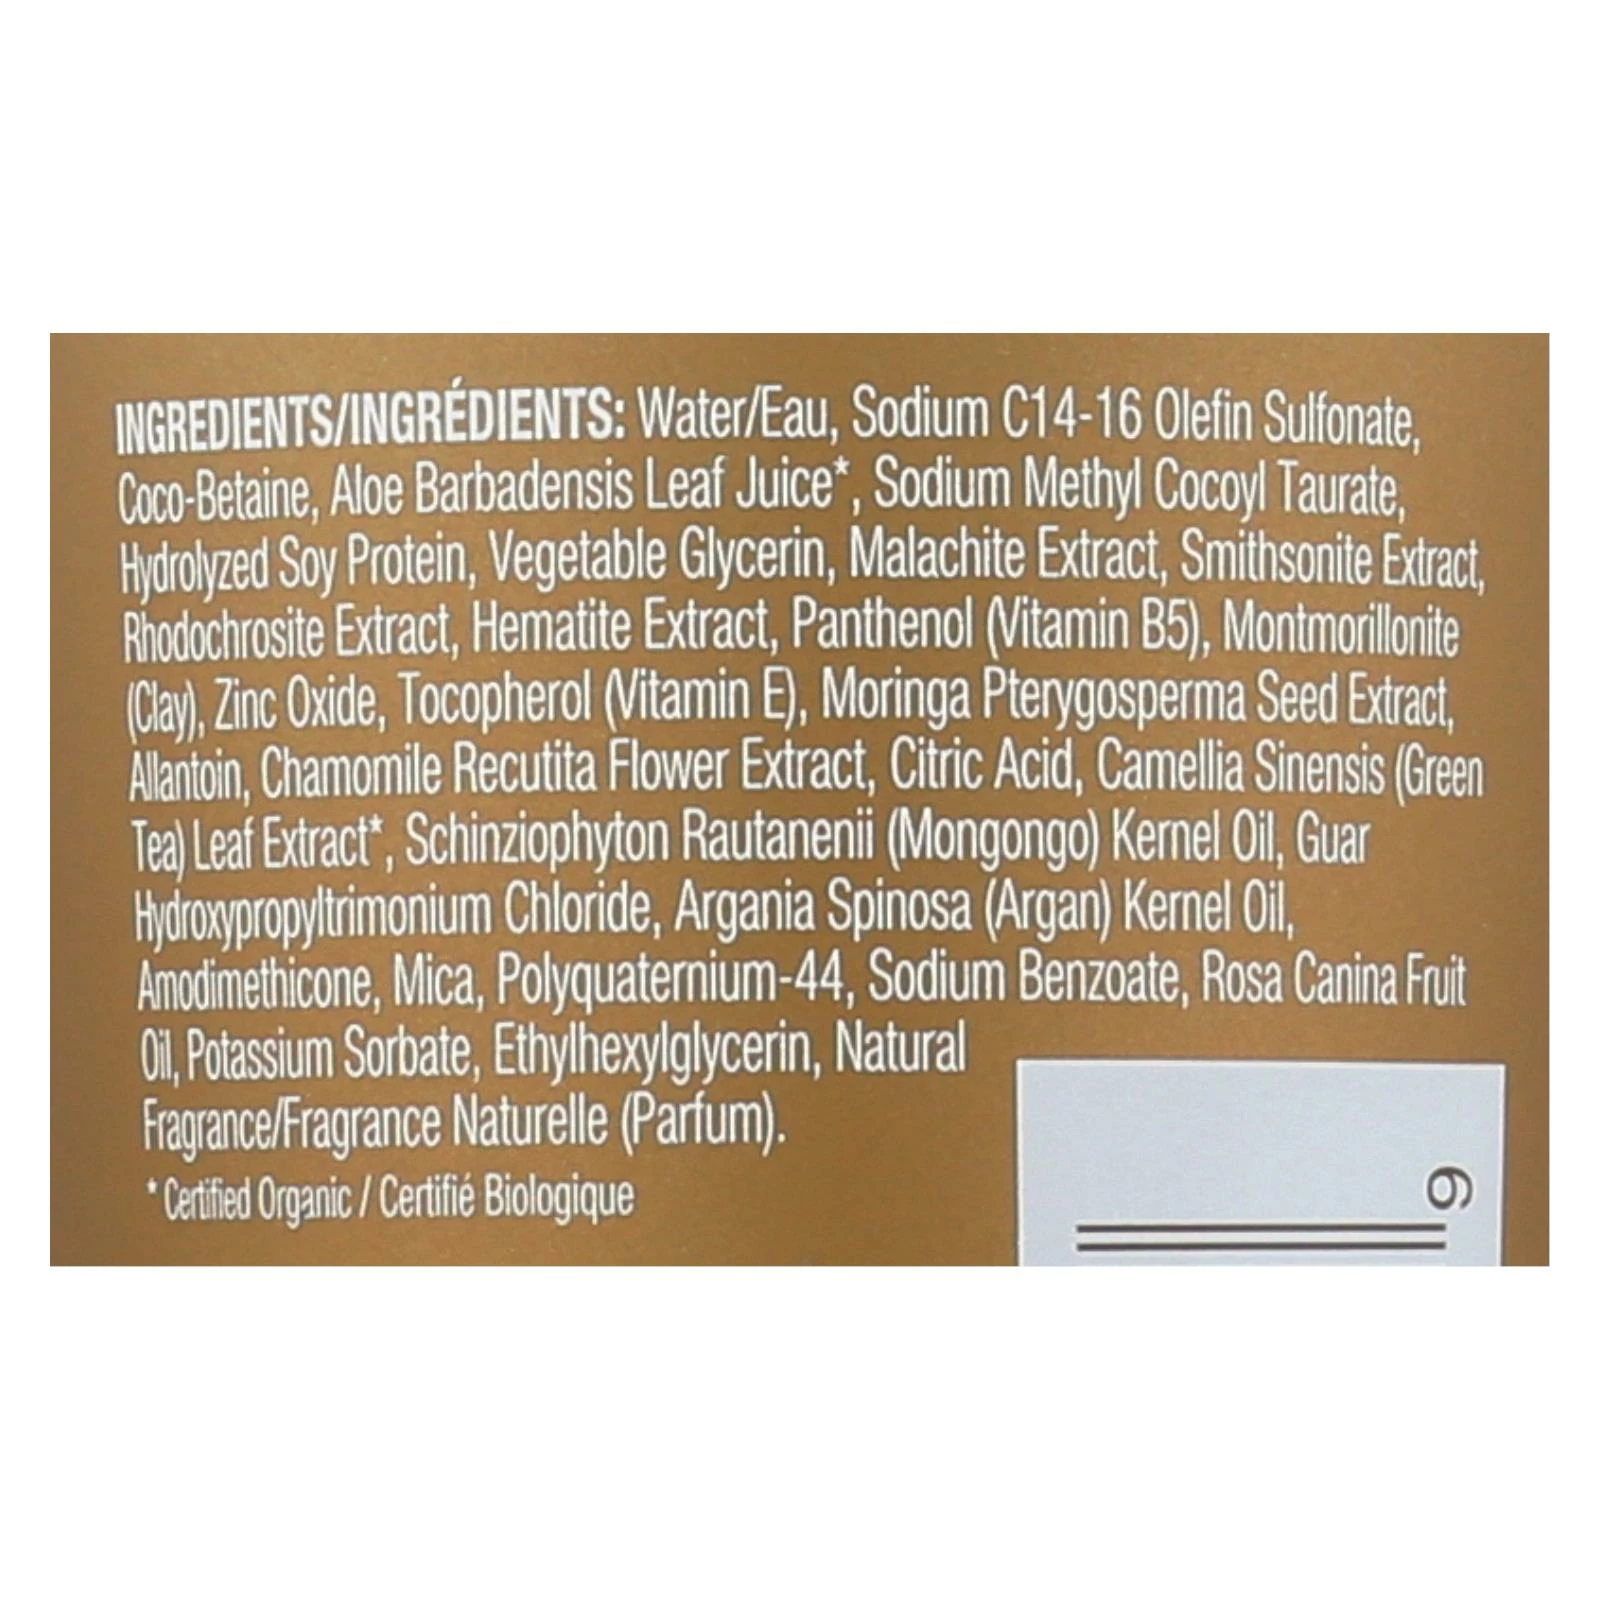 INGREDIENTS/INGRÉDIENTS: Water/Eau, Sodium C14-16 Olefin Sulfonate,
Coco-Betaine, Aloe Barbadensis Leaf Juice*, Sodium Methyl Cocoyl Taurate,
Hydrolyzed Soy Protein, Vegetable Glycerin, Malachite Extract, Smithsonite Extract,
Rhodochrosite Extract, Hematite Extract, Panthenol (Vitamin B5), Montmorillonite
(Clay), Zinc Oxide, Tocopherol (Vitamin E), Moringa Pterygosperma Seed Extract,
Allantoin, Chamomile Recutita Flower Extract, Citric Acid, Camellia Sinensis (Green
Tea) Leaf Extract*, Schinziophyton Rautanenii (Mongongo) Kernel Oil, Guar
Hydroxypropyltrimonium Chloride, Argania Spinosa (Argan) Kernel Oil,
Amodimethicone, Mica, Polyquaternium-44, Sodium Benzoate, Rosa Canina Fruit
Oil, Potassium Sorbate, Ethylhexylglycerin, Natural
Fragrance/Fragrance Naturelle (Parfum).
* Certified Organic / Certifié Biologique
6